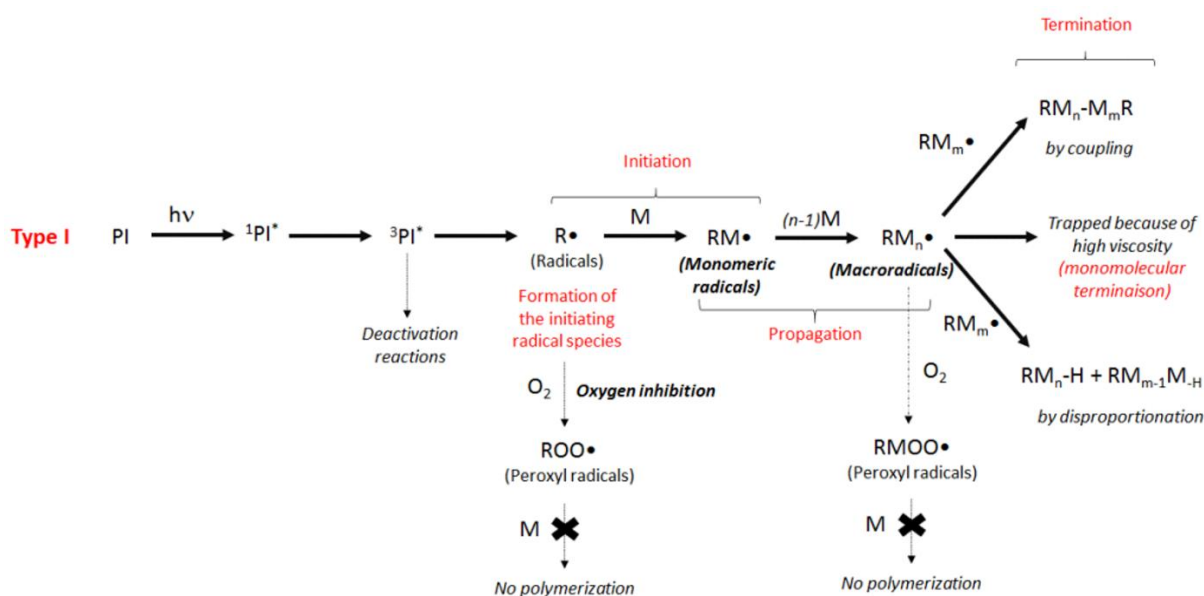 Termination
RMₙ-MₘR
RMₘ•
by coupling
Initiation
Type I
PI
hν
¹PI*
³PI*
R•
M
RM•
(n-1)M
RMₙ•
Trapped because of
high viscosity
(monomolecular
terminaison)
(Radicals)
(Monomeric
radicals)
(Macroradicals)
Formation of
the initiating
radical species
Propagation
RMₘ•
Deactivation
reactions
O₂
Oxygen inhibition
O₂
RMₙ-H + RMₘ₋₁M₋H
by disproportionation
ROO•
(Peroxyl radicals)
RMOO•
(Peroxyl radicals)
M
M
No polymerization
No polymerization